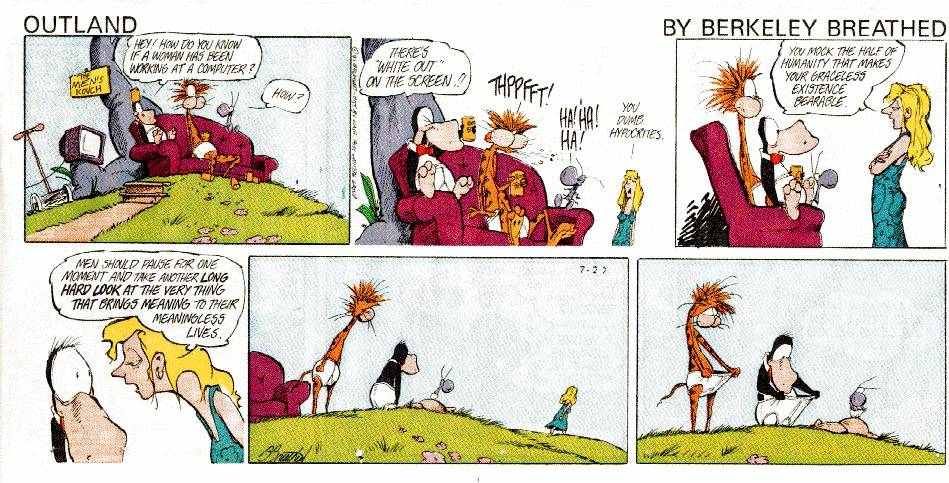 OUTLAND
BY BERKELEY BREATHED
HEY! HOW DO YOU KNOW
IF A WOMAN HAS BEEN
WORKING AT A COMPUTER?
HOW?
THE
MEN'S
KOUCH
THERE'S
"WHITE OUT"
ON THE SCREEN!!
THPPFFT!
HA! HA!
HA!
YOU
DUMB
HYPOCRITES.
YOU MOCK THE HALF OF
HUMANITY THAT MAKES
YOUR GRACELESS
EXISTENCE
BEARABLE.
MEN SHOULD PAUSE FOR ONE
MOMENT AND TAKE ANOTHER LONG
HARD LOOK AT THE VERY THING
THAT BRINGS MEANING TO THEIR
MEANINGLESS
LIVES.
7-27